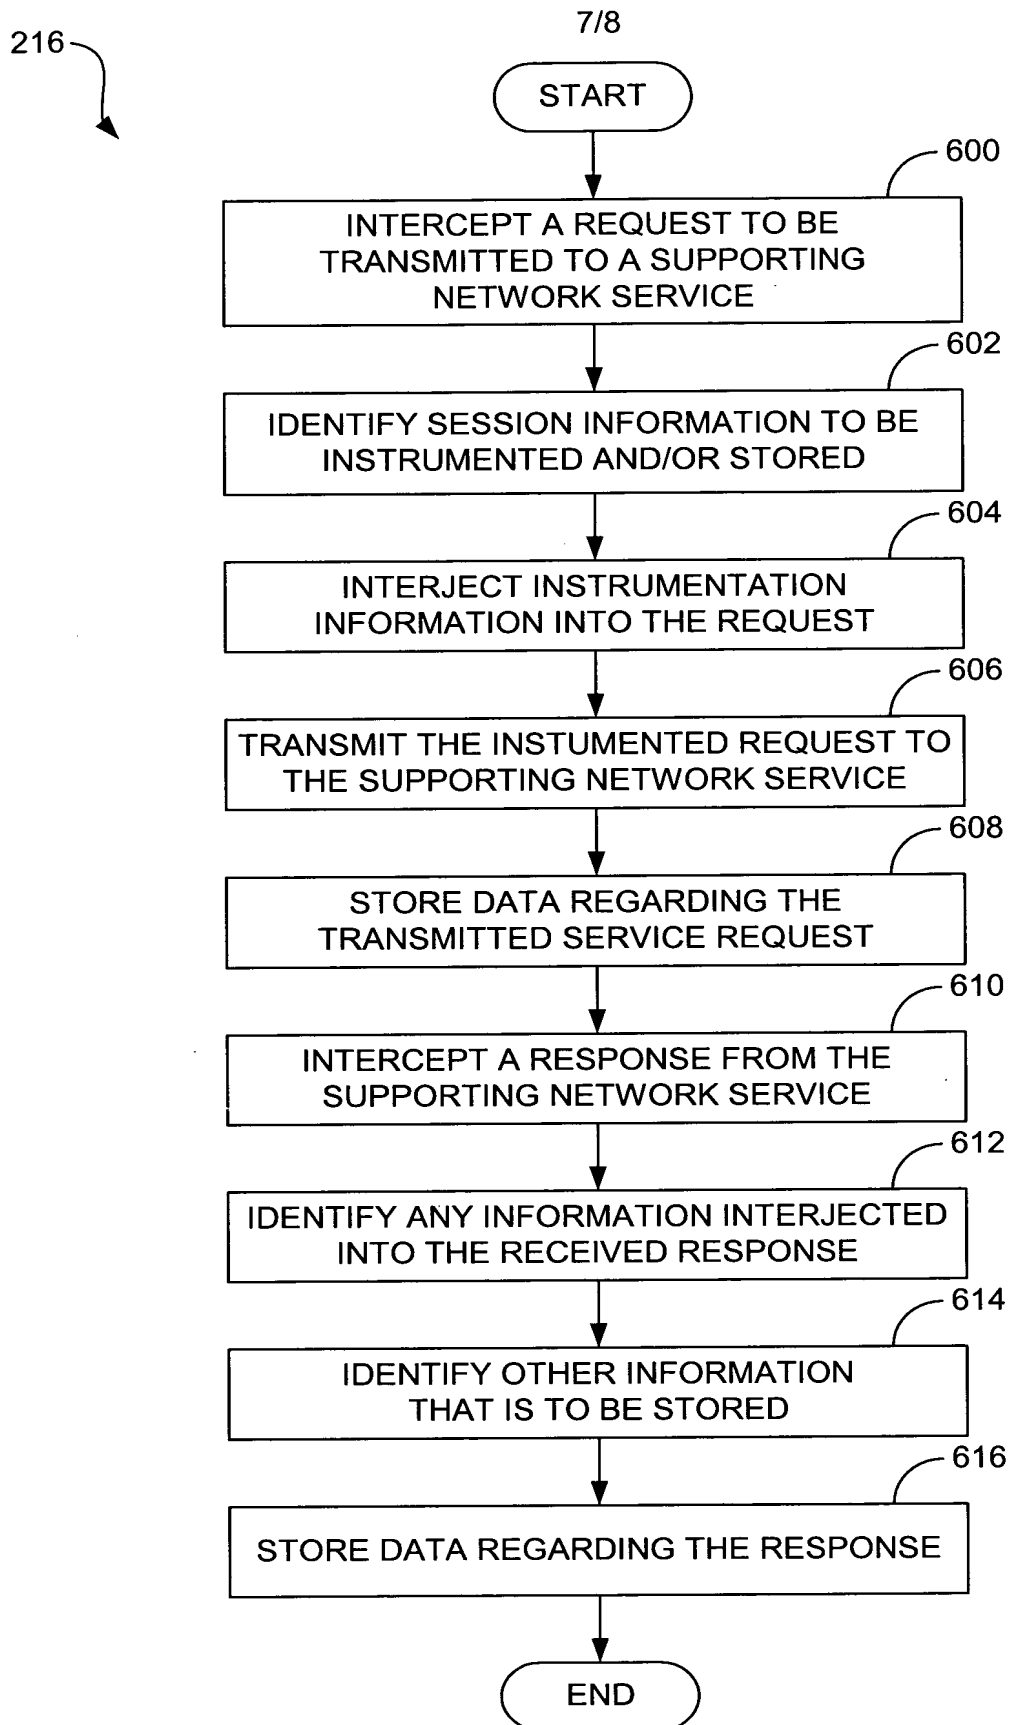 7/8
216
START
600
INTERCEPT A REQUEST TO BE
TRANSMITTED TO A SUPPORTING
NETWORK SERVICE
602
IDENTIFY SESSION INFORMATION TO BE
INSTRUMENTED AND/OR STORED
604
INTERJECT INSTRUMENTATION
INFORMATION INTO THE REQUEST
606
TRANSMIT THE INSTUMENTED REQUEST TO
THE SUPPORTING NETWORK SERVICE
608
STORE DATA REGARDING THE
TRANSMITTED SERVICE REQUEST
610
INTERCEPT A RESPONSE FROM THE
SUPPORTING NETWORK SERVICE
612
IDENTIFY ANY INFORMATION INTERJECTED
INTO THE RECEIVED RESPONSE
614
IDENTIFY OTHER INFORMATION
THAT IS TO BE STORED
616
STORE DATA REGARDING THE RESPONSE
END